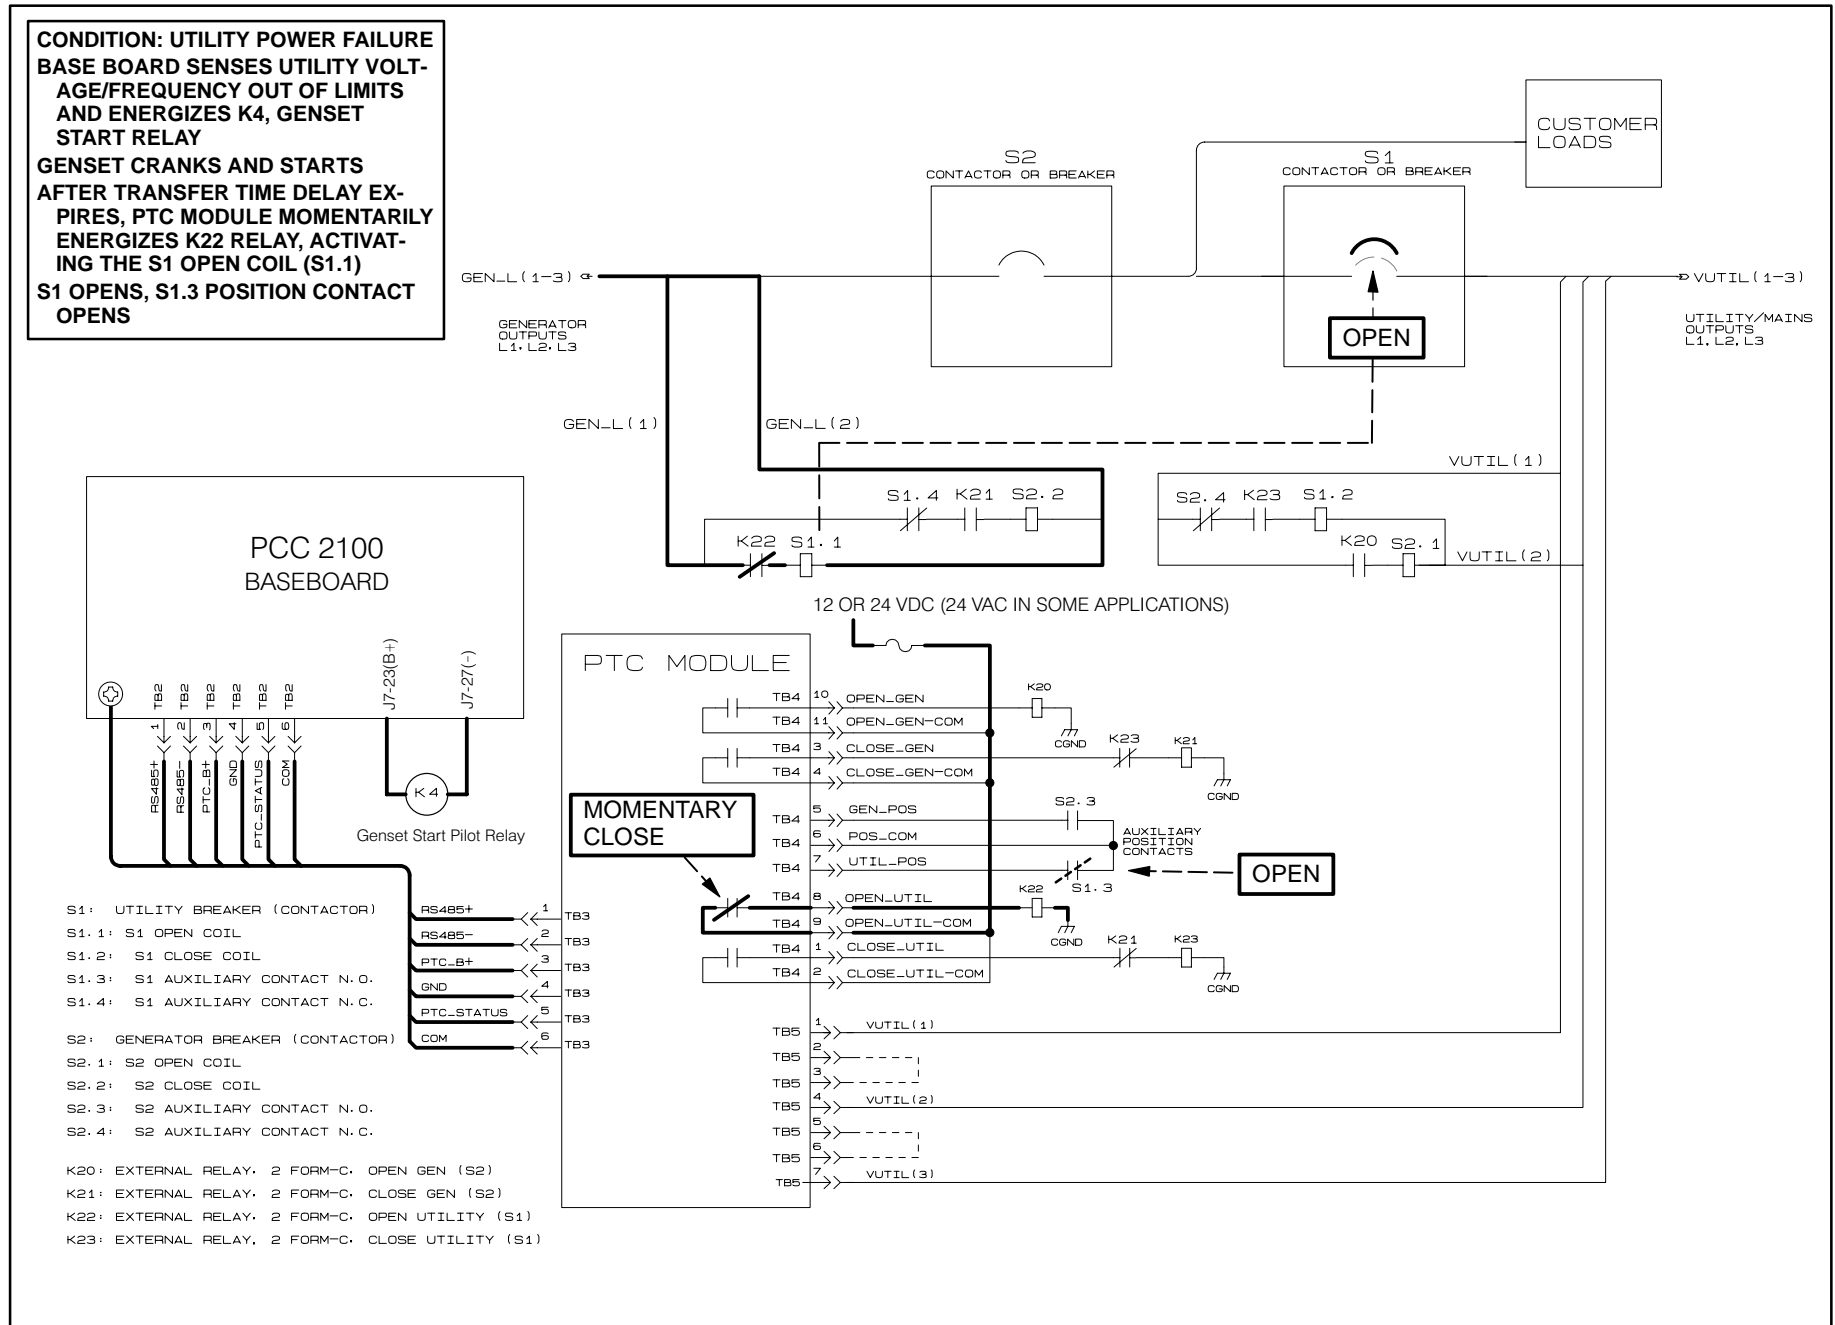 CONDITION: UTILITY POWER FAILURE
BASE BOARD SENSES UTILITY VOLT-
AGE/FREQUENCY OUT OF LIMITS
AND ENERGIZES K4, GENSET
START RELAY
GENSET CRANKS AND STARTS
AFTER TRANSFER TIME DELAY EX-
PIRES, PTC MODULE MOMENTARILY
ENERGIZES K22 RELAY, ACTIVAT-
ING THE S1 OPEN COIL (S1.1)
S1 OPENS, S1.3 POSITION CONTACT
OPENS
CUSTOMER
LOADS
S2
CONTACTOR OR BREAKER
S1
CONTACTOR OR BREAKER
GEN_L(1-3)
GENERATOR
OUTPUTS
L1, L2, L3
OPEN
VUTIL(1-3)
UTILITY/MAINS
OUTPUTS
L1, L2, L3
GEN_L(1)
GEN_L(2)
VUTIL(1)
S1.4 K21 S2.2
K22 S1.1
S2.4 K23 S1.2
K20 S2.1
VUTIL(2)
12 OR 24 VDC (24 VAC IN SOME APPLICATIONS)
PCC 2100
BASEBOARD
J7-23(B+)
J7-27(-)
TB2 TB2 TB2 TB2 TB2 TB2
1 2 3 4 5 6
RS485+
RS485-
PTC_B+
GND
PTC_STATUS
COM
K4
Genset Start Pilot Relay
PTC MODULE
TB4 10 OPEN_GEN
K20
CGND
TB4 11 OPEN_GEN-COM
TB4 3 CLOSE_GEN
K23 K21
CGND
TB4 4 CLOSE_GEN-COM
MOMENTARY
CLOSE
TB4 5 GEN_POS
S2.3
TB4 6 POS_COM
AUXILIARY
POSITION
CONTACTS
TB4 7 UTIL_POS
S1.3
OPEN
TB4 8 OPEN_UTIL
K22
CGND
TB4 9 OPEN_UTIL-COM
TB4 1 CLOSE_UTIL
K21 K23
CGND
TB4 2 CLOSE_UTIL-COM
RS485+ 1 TB3
RS485- 2 TB3
PTC_B+ 3 TB3
GND 4 TB3
PTC_STATUS 5 TB3
COM 6 TB3
TB5 1 VUTIL(1)
TB5 2
TB5 3
TB5 4 VUTIL(2)
TB5 5
TB5 6
TB5 7 VUTIL(3)
S1: UTILITY BREAKER (CONTACTOR)
S1.1: S1 OPEN COIL
S1.2: S1 CLOSE COIL
S1.3: S1 AUXILIARY CONTACT N.O.
S1.4: S1 AUXILIARY CONTACT N.C.
S2: GENERATOR BREAKER (CONTACTOR)
S2.1: S2 OPEN COIL
S2.2: S2 CLOSE COIL
S2.3: S2 AUXILIARY CONTACT N.O.
S2.4: S2 AUXILIARY CONTACT N.C.
K20: EXTERNAL RELAY, 2 FORM-C, OPEN GEN (S2)
K21: EXTERNAL RELAY, 2 FORM-C, CLOSE GEN (S2)
K22: EXTERNAL RELAY, 2 FORM-C, OPEN UTILITY (S1)
K23: EXTERNAL RELAY, 2 FORM-C, CLOSE UTILITY (S1)